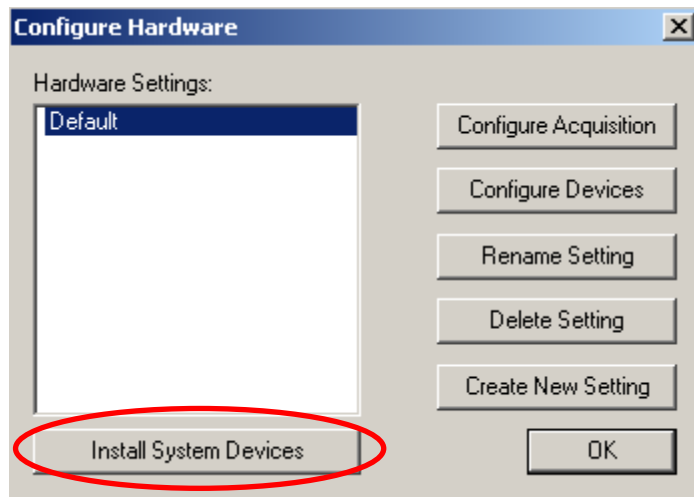 Configure Hardware
Hardware Settings:
Default
Configure Acquisition
Configure Devices
Rename Setting
Delete Setting
Create New Setting
Install System Devices
OK